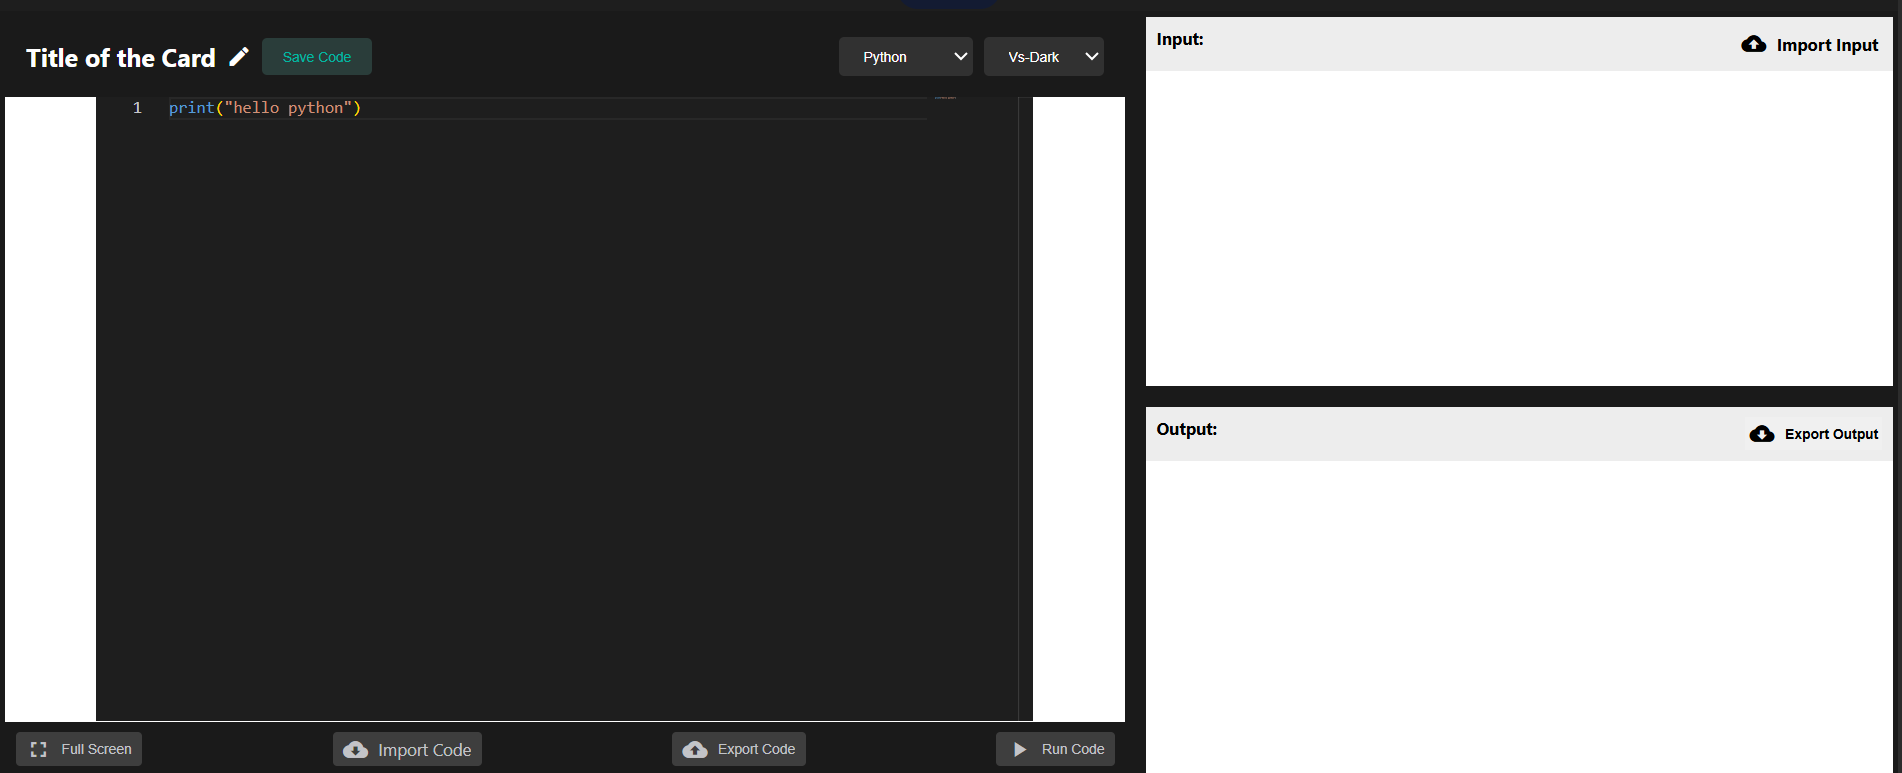 Title of the Card
Save Code
Python
Vs-Dark
1 print("hello python")
Full Screen
Import Code
Export Code
Run Code
Input:
Import Input
Output:
Export Output